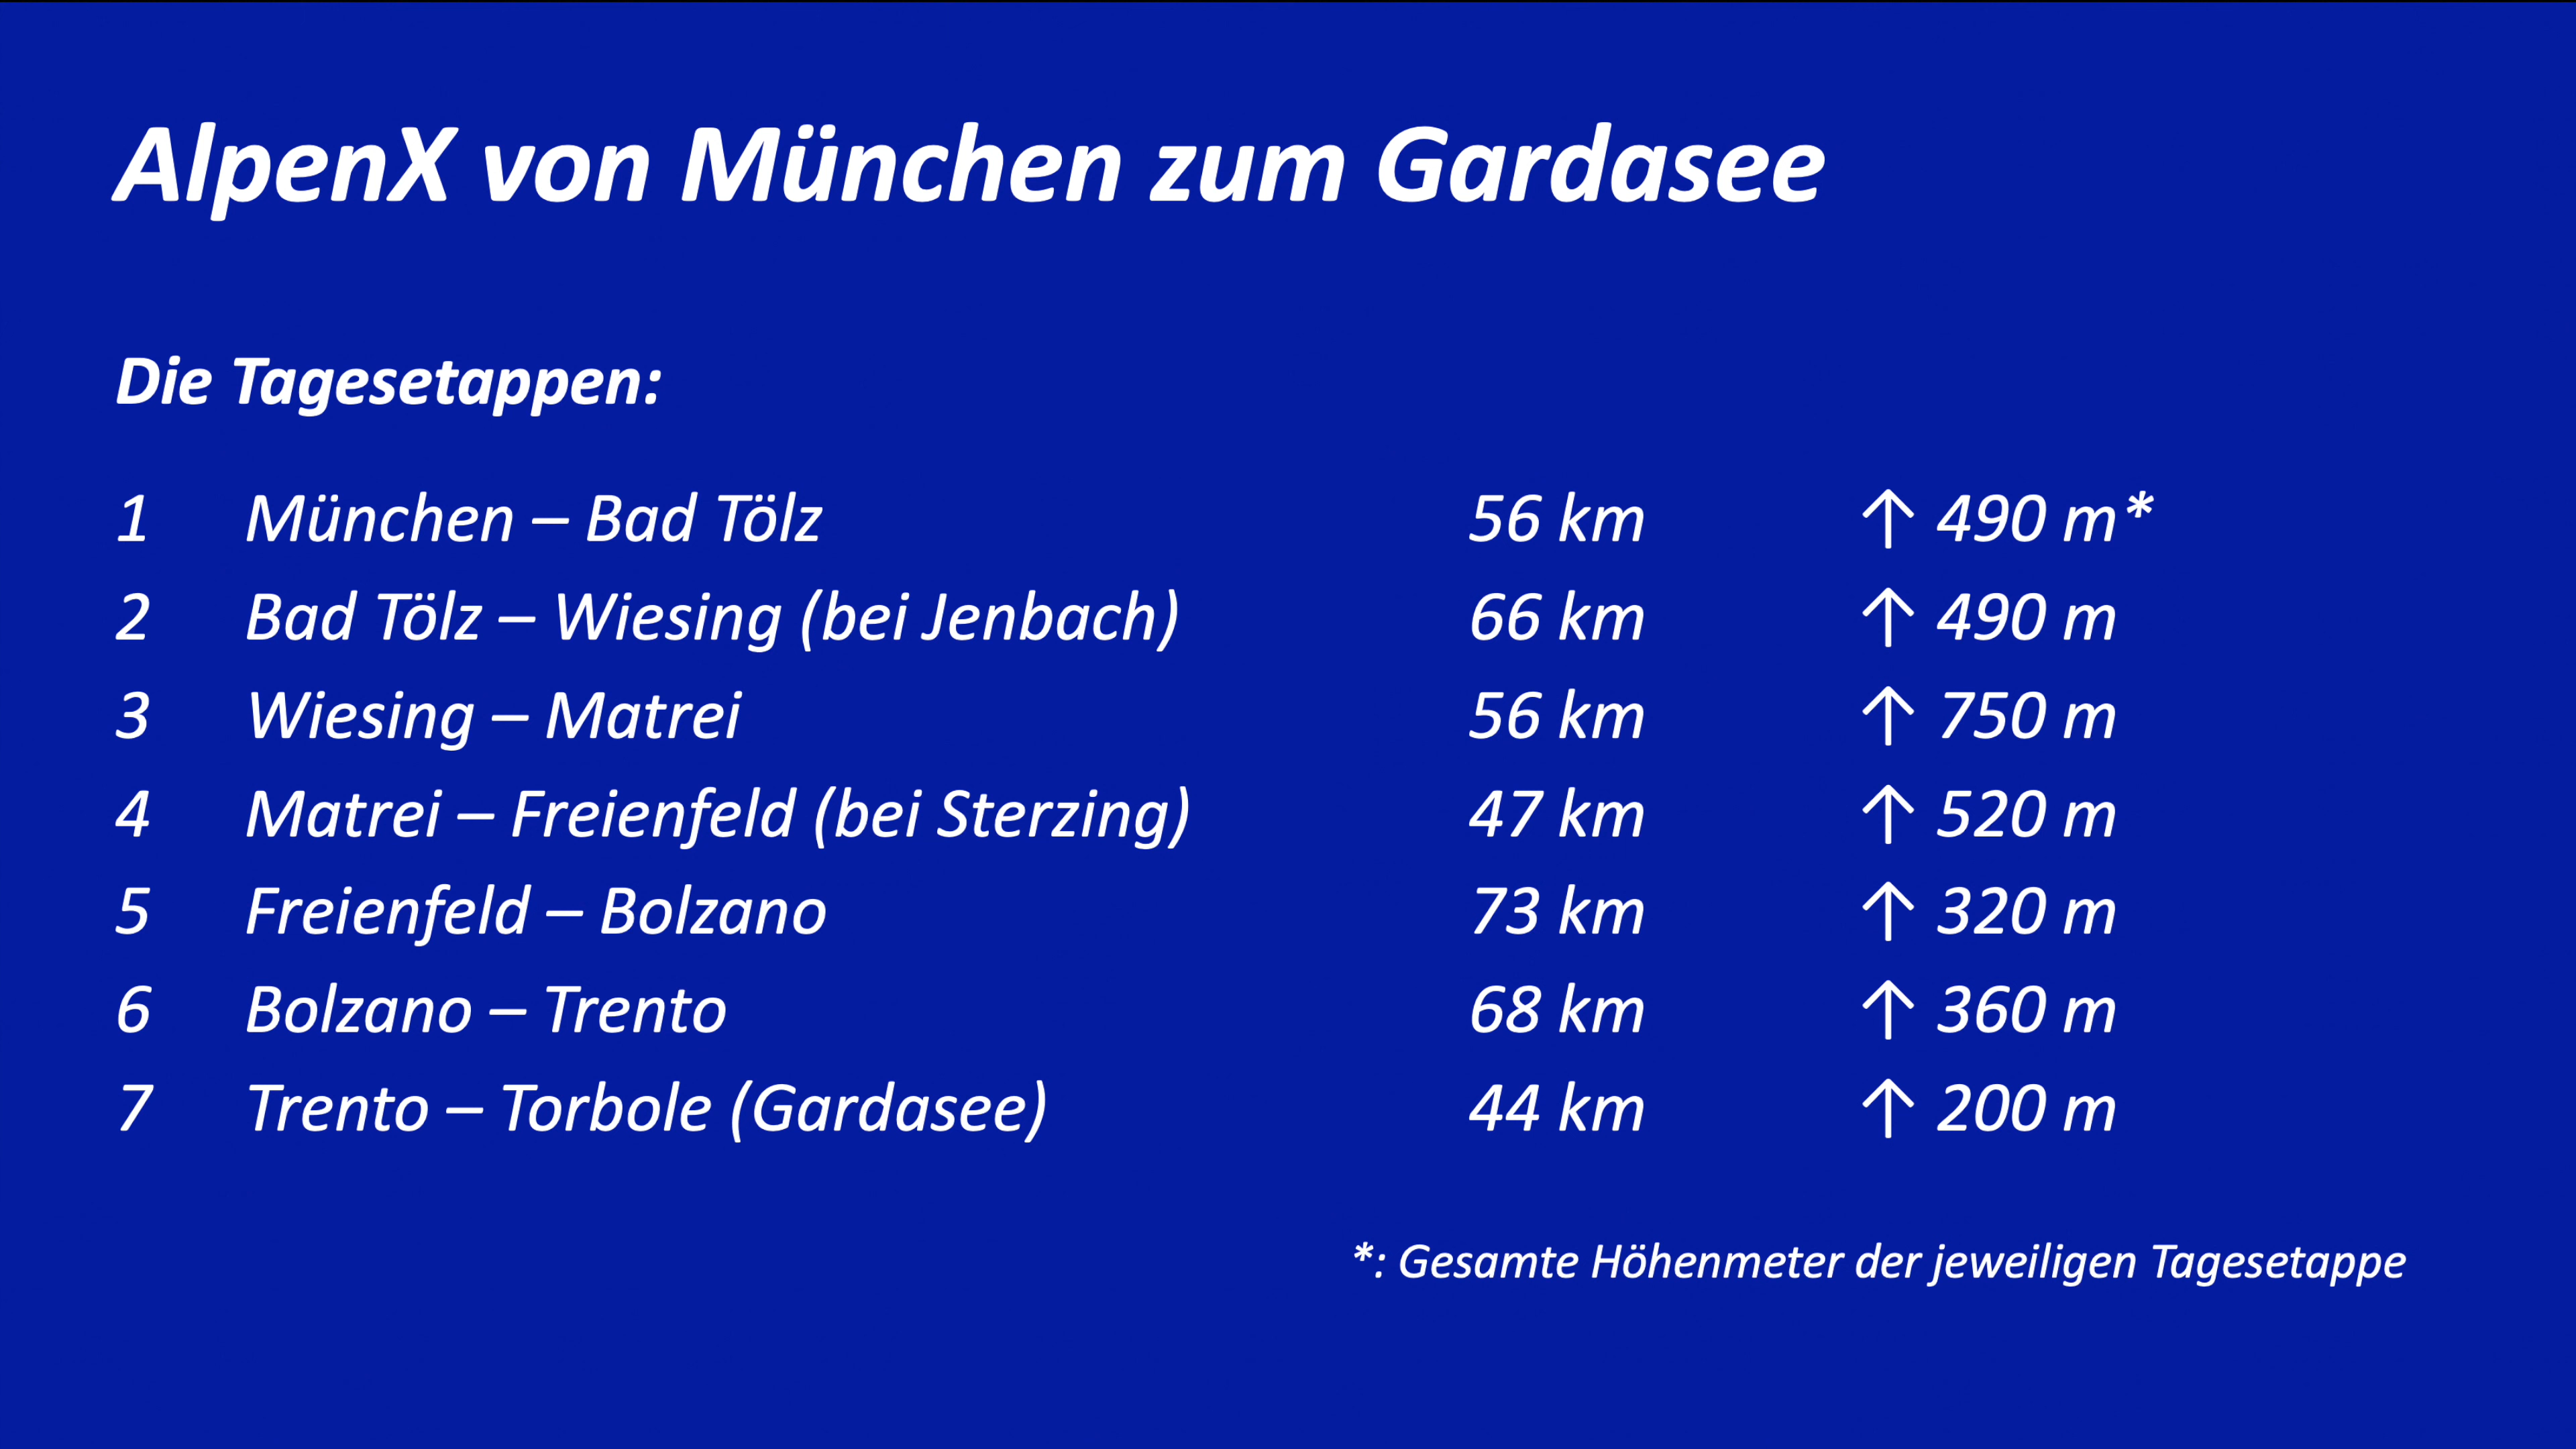 AlpenX von München zum Gardasee
Die Tagesetappen:
1 München – Bad Tölz 56 km ↑ 490 m*
2 Bad Tölz – Wiesing (bei Jenbach) 66 km ↑ 490 m
3 Wiesing – Matrei 56 km ↑ 750 m
4 Matrei – Freienfeld (bei Sterzing) 47 km ↑ 520 m
5 Freienfeld – Bolzano 73 km ↑ 320 m
6 Bolzano – Trento 68 km ↑ 360 m
7 Trento – Torbole (Gardasee) 44 km ↑ 200 m
*: Gesamte Höhenmeter der jeweiligen Tagesetappe